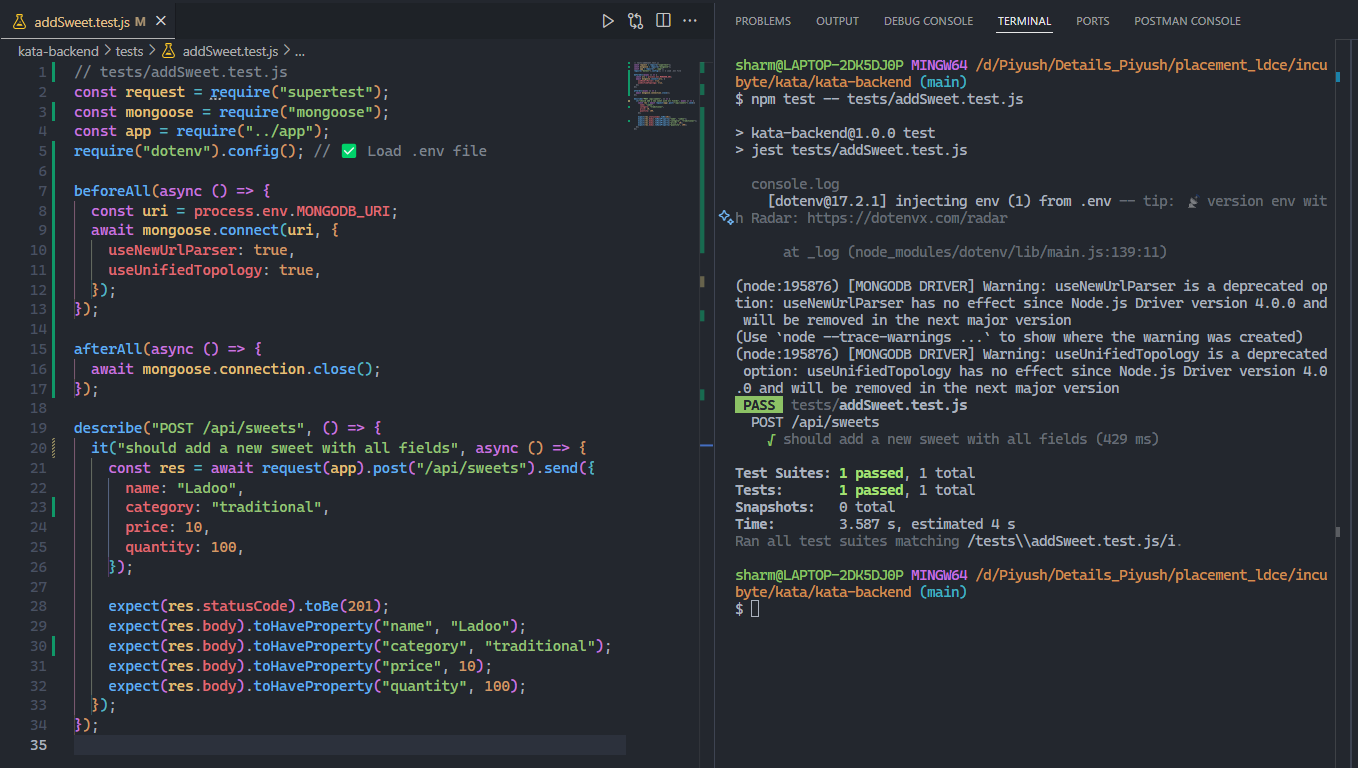 addSweet.test.js M
kata-backend > tests > addSweet.test.js > ...
1 // tests/addSweet.test.js
2 const request = require("supertest");
3 const mongoose = require("mongoose");
4 const app = require("../app");
5 require("dotenv").config(); // ✅ Load .env file
6
7 beforeAll(async () => {
8 const uri = process.env.MONGODB_URI;
9 await mongoose.connect(uri, {
10 useNewUrlParser: true,
11 useUnifiedTopology: true,
12 });
13 });
14
15 afterAll(async () => {
16 await mongoose.connection.close();
17 });
18
19 describe("POST /api/sweets", () => {
20 it("should add a new sweet with all fields", async () => {
21 const res = await request(app).post("/api/sweets").send({
22 name: "Ladoo",
23 category: "traditional",
24 price: 10,
25 quantity: 100,
26 });
27
28 expect(res.statusCode).toBe(201);
29 expect(res.body).toHaveProperty("name", "Ladoo");
30 expect(res.body).toHaveProperty("category", "traditional");
31 expect(res.body).toHaveProperty("price", 10);
32 expect(res.body).toHaveProperty("quantity", 100);
33 });
34 });
35
PROBLEMS OUTPUT DEBUG CONSOLE TERMINAL PORTS POSTMAN CONSOLE
sharm@LAPTOP-2DK5DJ0P MINGW64 /d/Piyush/Details_Piyush/placement_ldce/incu
byte/kata/kata-backend (main)
$ npm test -- tests/addSweet.test.js
> kata-backend@1.0.0 test
> jest tests/addSweet.test.js
console.log
[dotenv@17.2.1] injecting env (1) from .env -- tip: 📡 version env wit
h Radar: https://dotenvx.com/radar
at _log (node_modules/dotenv/lib/main.js:139:11)
(node:195876) [MONGODB DRIVER] Warning: useNewUrlParser is a deprecated op
tion: useNewUrlParser has no effect since Node.js Driver version 4.0.0 and
will be removed in the next major version
(Use `node --trace-warnings ...` to show where the warning was created)
(node:195876) [MONGODB DRIVER] Warning: useUnifiedTopology is a deprecated
option: useUnifiedTopology has no effect since Node.js Driver version 4.0
.0 and will be removed in the next major version
PASS tests/addSweet.test.js
POST /api/sweets
√ should add a new sweet with all fields (429 ms)
Test Suites: 1 passed, 1 total
Tests: 1 passed, 1 total
Snapshots: 0 total
Time: 3.587 s, estimated 4 s
Ran all test suites matching /tests\\addSweet.test.js/i.
sharm@LAPTOP-2DK5DJ0P MINGW64 /d/Piyush/Details_Piyush/placement_ldce/incu
byte/kata/kata-backend (main)
$